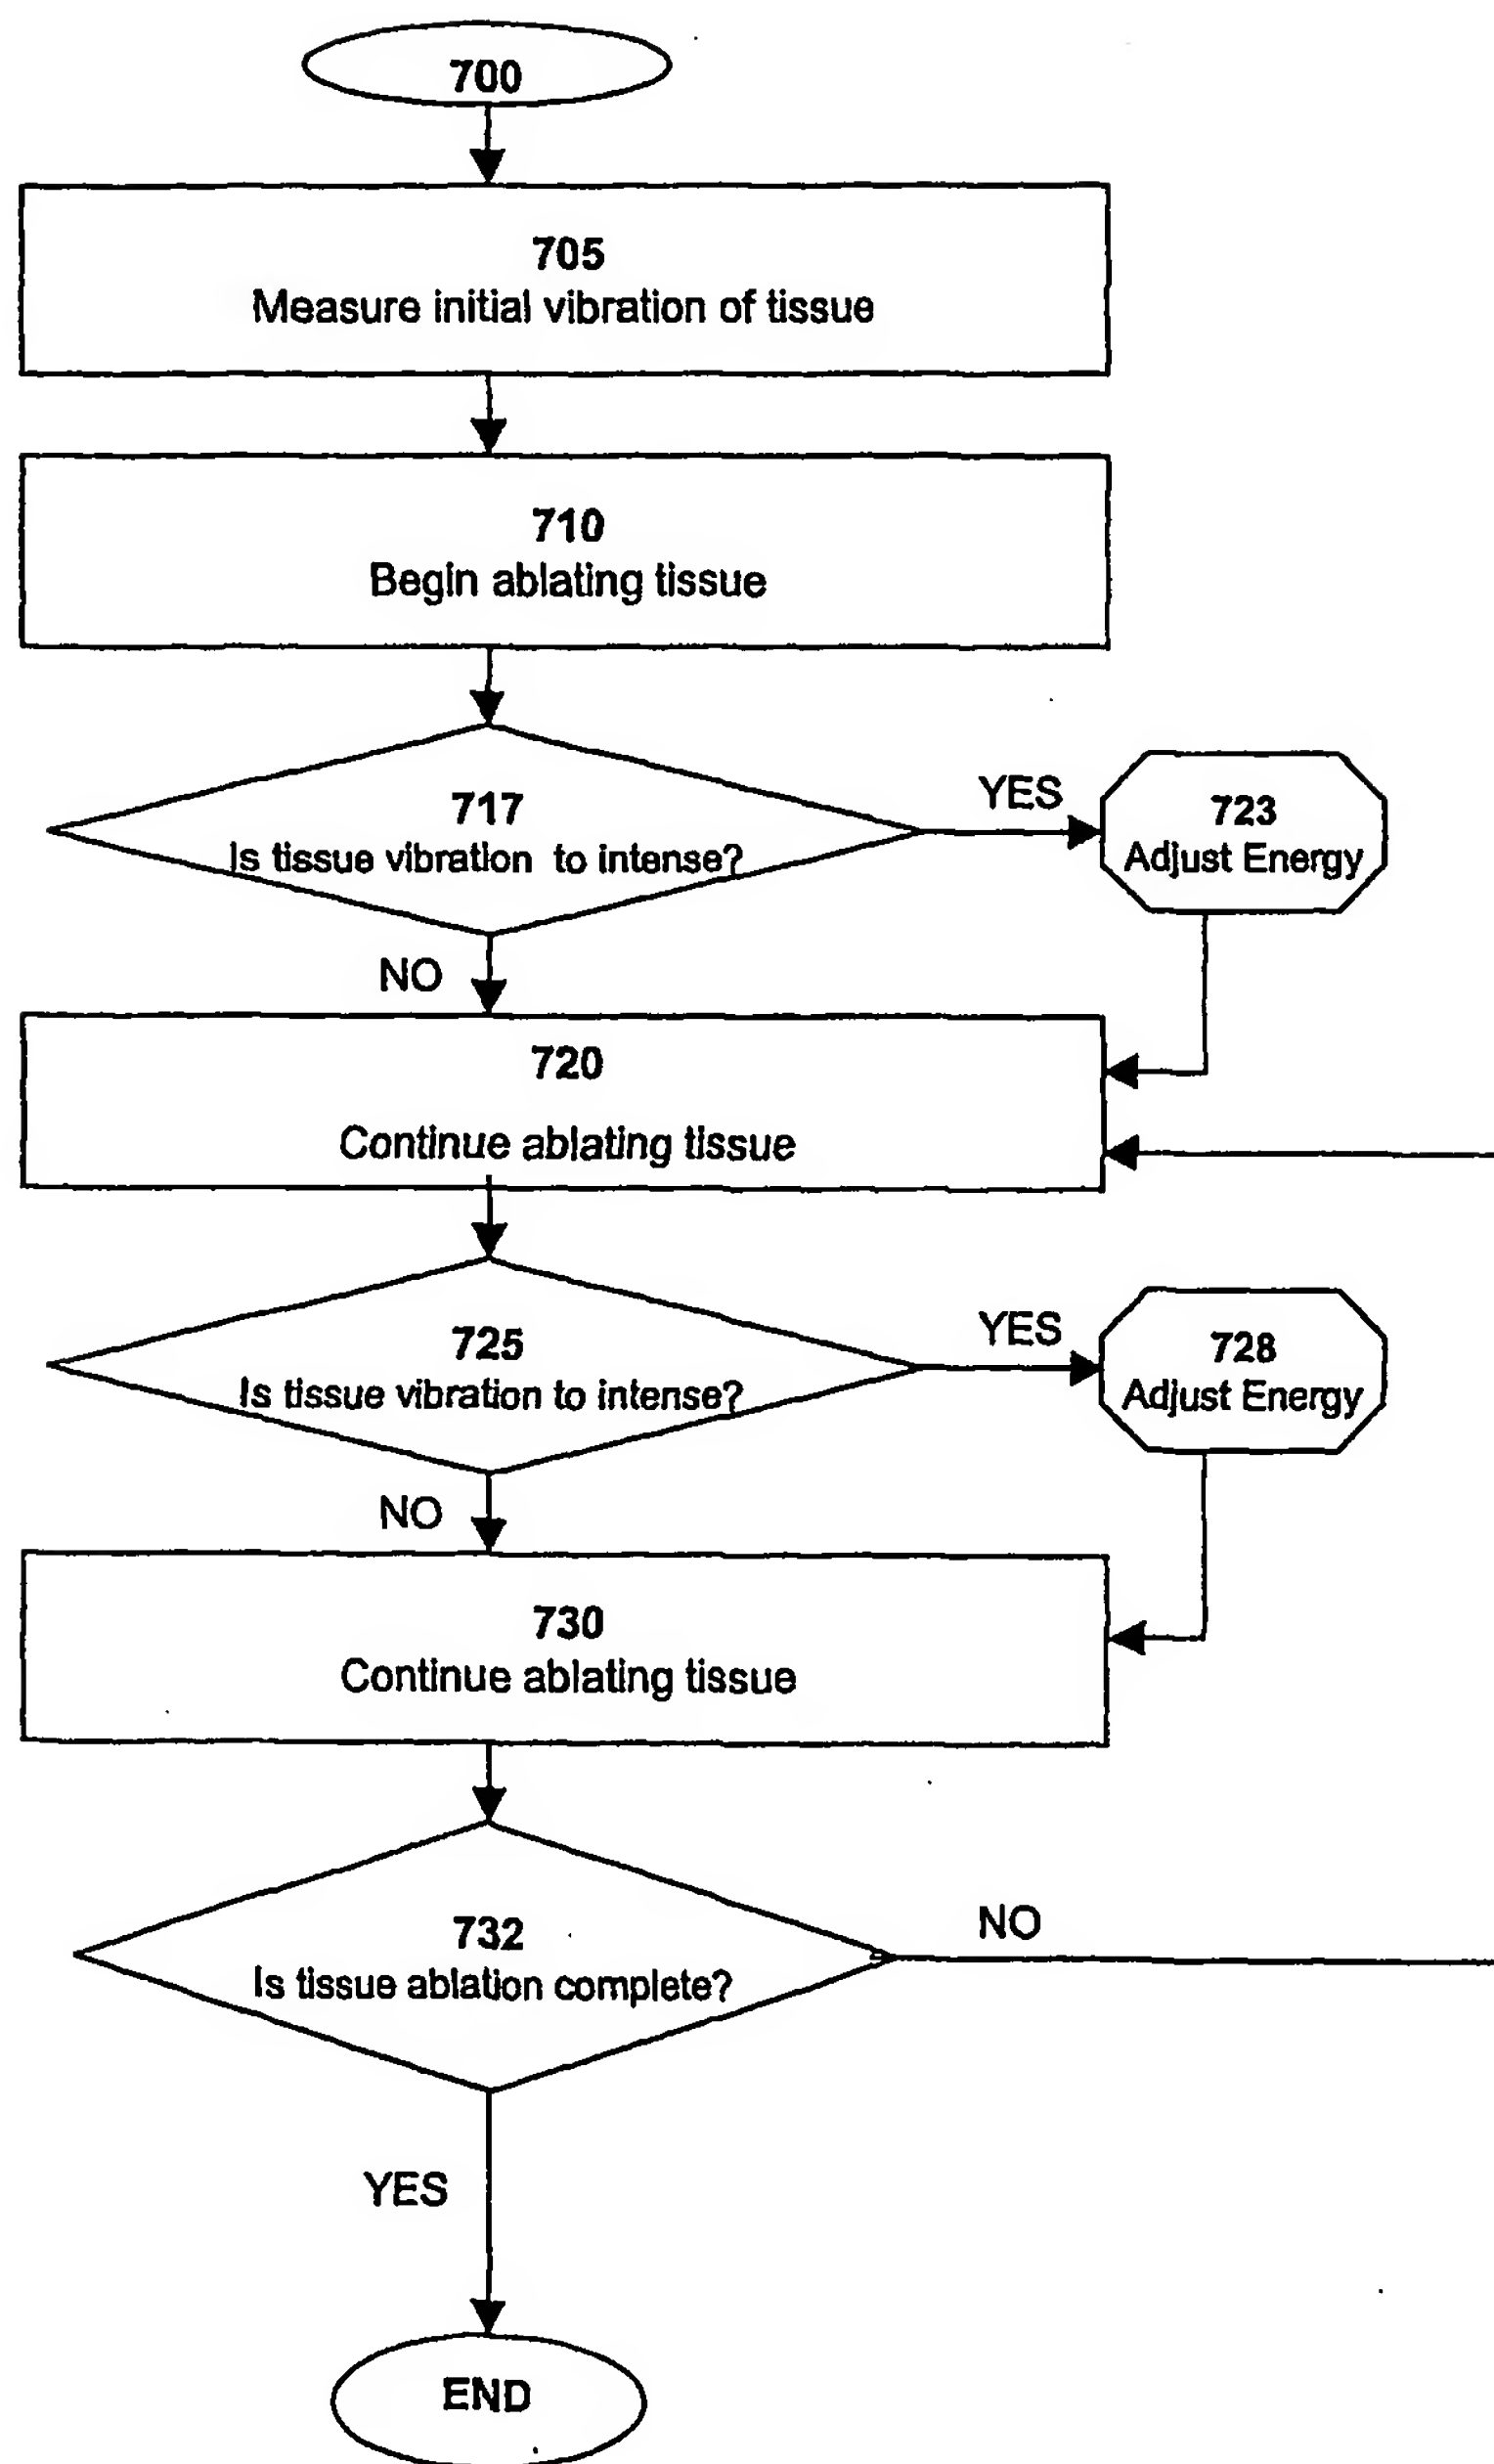 700
705
Measure initial vibration of tissue
710
Begin ablating tissue
717
Is tissue vibration to intense?
YES
723
Adjust Energy
NO
720
Continue ablating tissue
725
Is tissue vibration to intense?
YES
728
Adjust Energy
NO
730
Continue ablating tissue
732
Is tissue ablation complete?
NO
YES
END